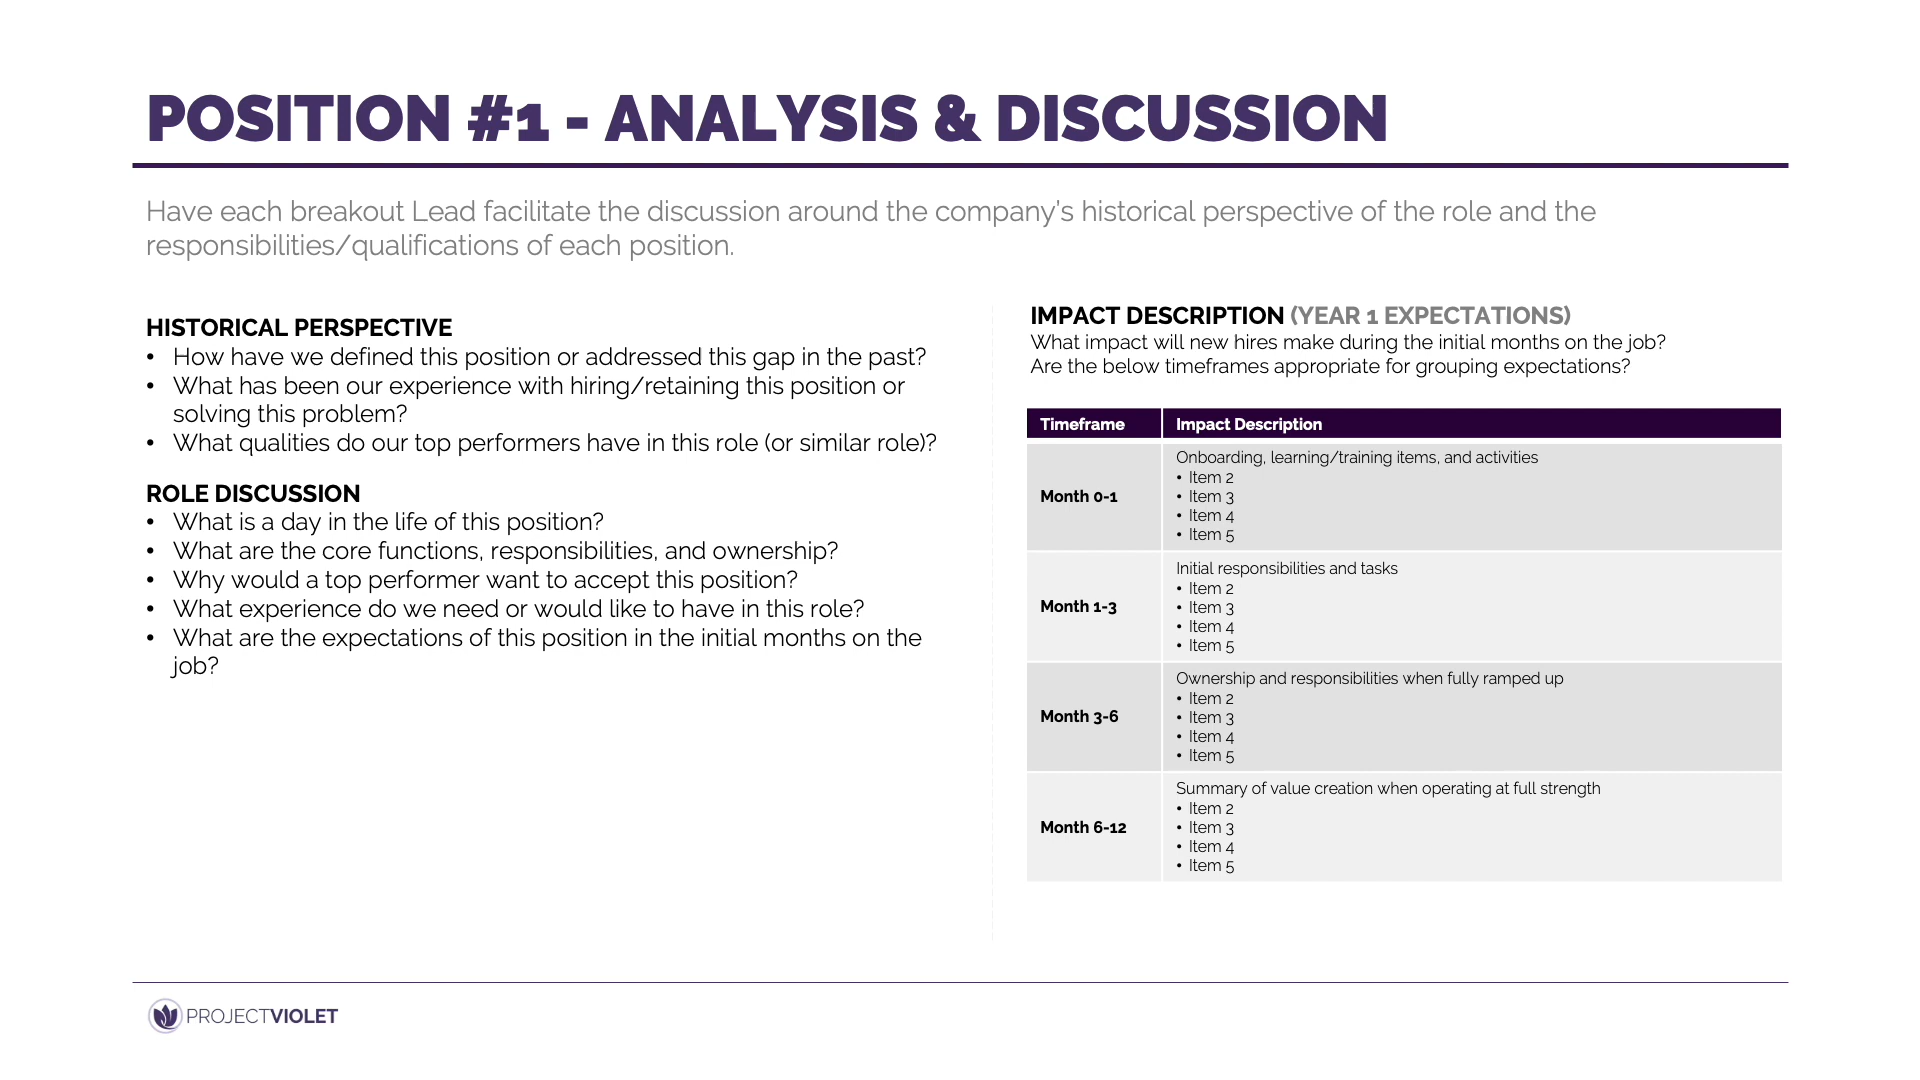 POSITION #1 - ANALYSIS & DISCUSSION
Have each breakout Lead facilitate the discussion around the company's historical perspective of the role and the
responsibilities/qualifications of each position.
HISTORICAL PERSPECTIVE
• How have we defined this position or addressed this gap in the past?
• What has been our experience with hiring/retaining this position or
solving this problem?
• What qualities do our top performers have in this role (or similar role)?
ROLE DISCUSSION
• What is a day in the life of this position?
• What are the core functions, responsibilities, and ownership?
• Why would a top performer want to accept this position?
• What experience do we need or would like to have in this role?
• What are the expectations of this position in the initial months on the
job?
IMPACT DESCRIPTION (YEAR 1 EXPECTATIONS)
What impact will new hires make during the initial months on the job?
Are the below timeframes appropriate for grouping expectations?
Timeframe Impact Description
Month 0-1
Onboarding, learning/training items, and activities
• Item 2
• Item 3
• Item 4
• Item 5
Month 1-3
Initial responsibilities and tasks
• Item 2
• Item 3
• Item 4
• Item 5
Month 3-6
Ownership and responsibilities when fully ramped up
• Item 2
• Item 3
• Item 4
• Item 5
Month 6-12
Summary of value creation when operating at full strength
• Item 2
• Item 3
• Item 4
• Item 5
PROJECTVIOLET